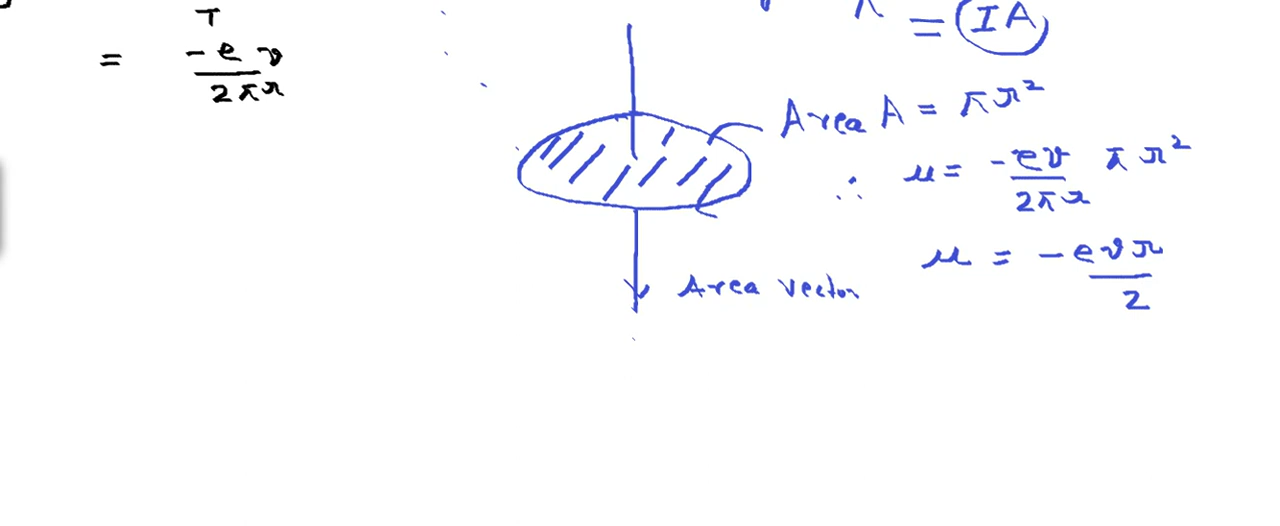 T
= -ev
2πr
= IA
Area A = πr²
∴ μ = -ev πr²
2πr
μ = -evr
2
Area vector